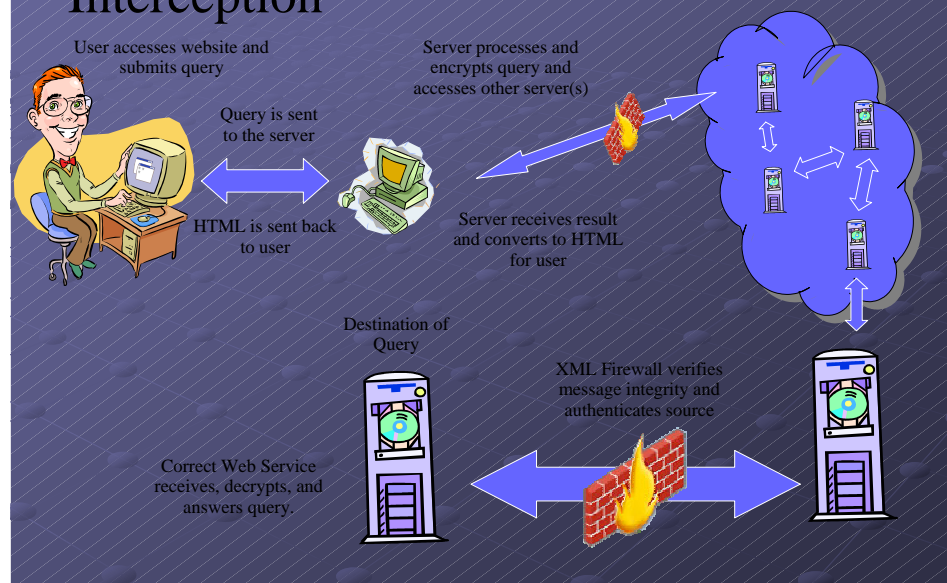 Interception
User accesses website and
submits query
Server processes and
encrypts query and
accesses other server(s)
Query is sent
to the server
HTML is sent back
to user
Server receives result
and converts to HTML
for user
Destination of
Query
XML Firewall verifies
message integrity and
authenticates source
Correct Web Service
receives, decrypts, and
answers query.